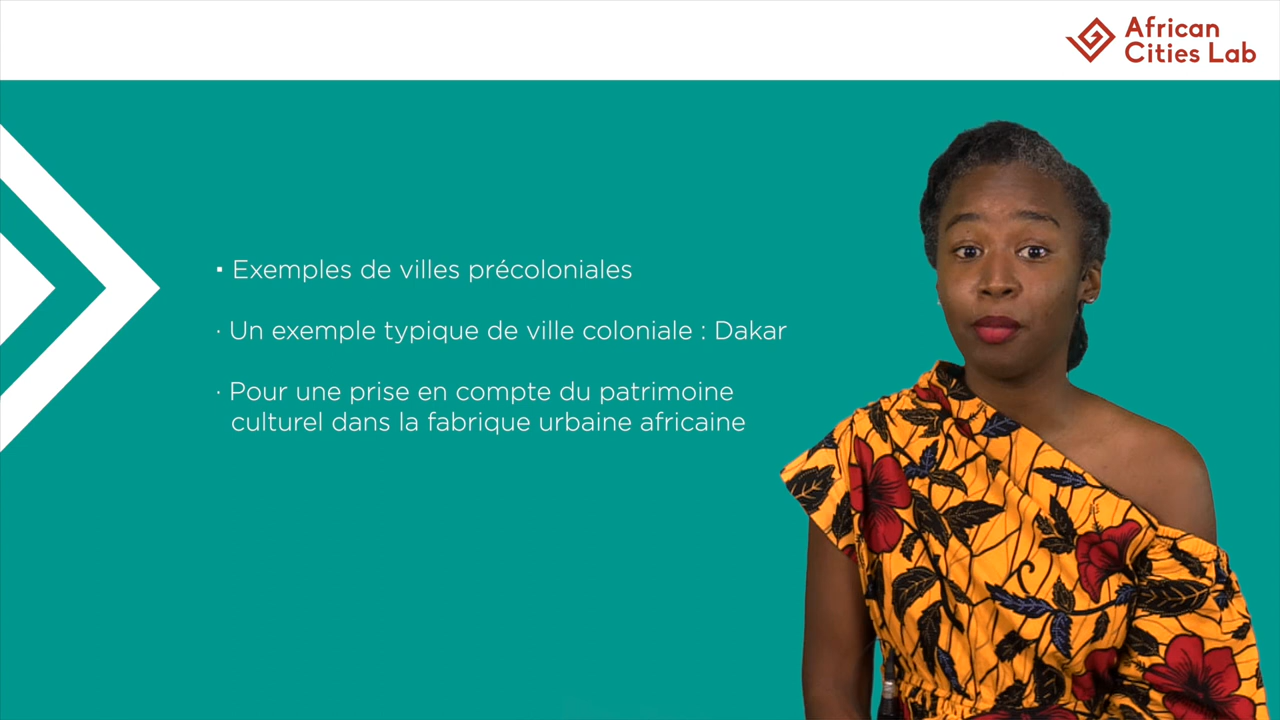 African
Cities Lab
▪ Exemples de villes précoloniales
· Un exemple typique de ville coloniale : Dakar
· Pour une prise en compte du patrimoine
culturel dans la fabrique urbaine africaine